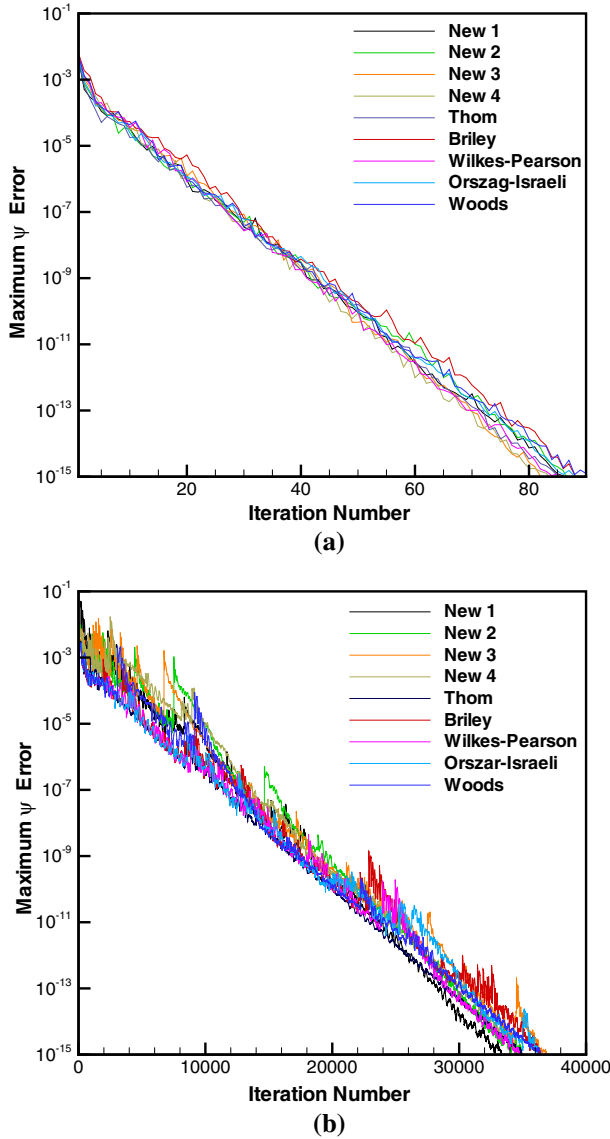 10⁻¹
10⁻³
10⁻⁵
10⁻⁷
10⁻⁹
10⁻¹¹
10⁻¹³
10⁻¹⁵
Maximum ψ Error
New 1
New 2
New 3
New 4
Thom
Briley
Wilkes-Pearson
Orszag-Israeli
Woods
20 40 60 80
Iteration Number
(a)
10⁻¹
10⁻³
10⁻⁵
10⁻⁷
10⁻⁹
10⁻¹¹
10⁻¹³
10⁻¹⁵
Maximum ψ Error
New 1
New 2
New 3
New 4
Thom
Briley
Wilkes-Pearson
Orszar-Israeli
Woods
0 10000 20000 30000 40000
Iteration Number
(b)